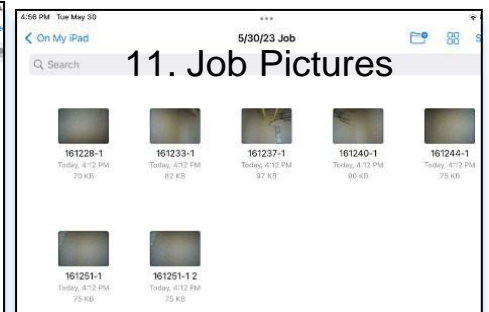 4:56 PM Tue May 30
On My iPad
5/30/23 Job
Search
11. Job Pictures
161228-1
Today, 4:12 PM
70 KB
161233-1
Today, 4:12 PM
82 KB
161237-1
Today, 4:12 PM
97 KB
161240-1
Today, 4:12 PM
90 KB
161244-1
Today, 4:12 PM
75 KB
161251-1
Today, 4:12 PM
75 KB
161251-1 2
Today, 4:12 PM
75 KB